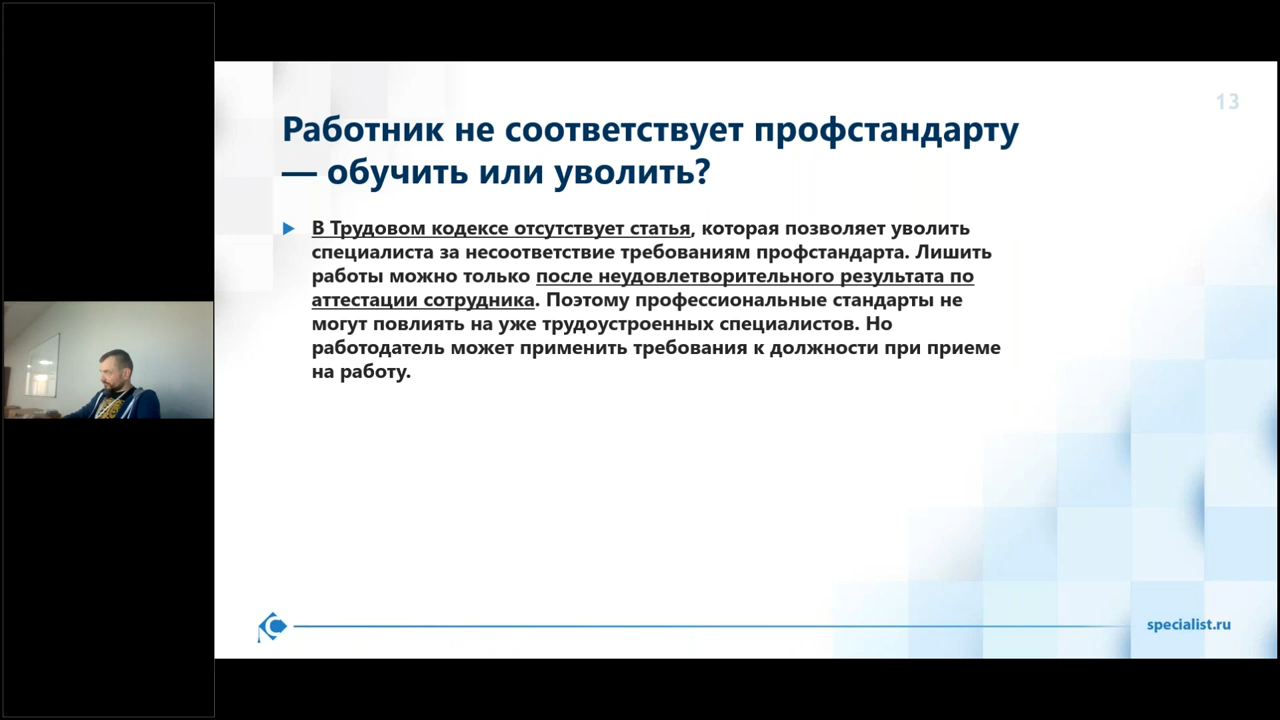 13
Работник не соответствует профстандарту
— обучить или уволить?
В Трудовом кодексе отсутствует статья, которая позволяет уволить
специалиста за несоответствие требованиям профстандарта. Лишить
работы можно только после неудовлетворительного результата по
аттестации сотрудника. Поэтому профессиональные стандарты не
могут повлиять на уже трудоустроенных специалистов. Но
работодатель может применить требования к должности при приеме
на работу.
specialist.ru